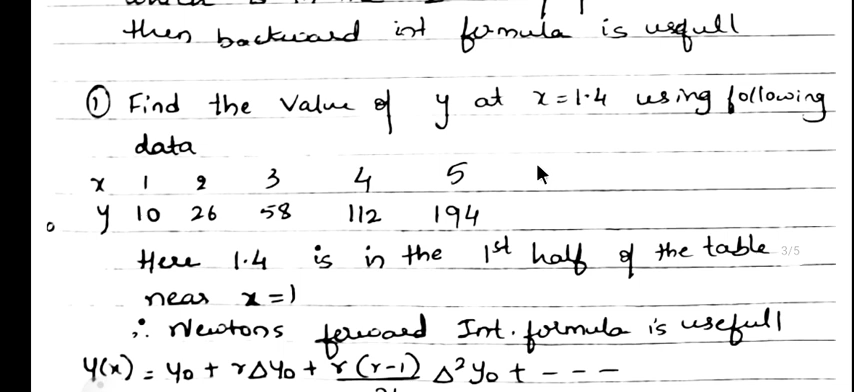 then backward int formula is usefull
① Find the value of y at x = 1.4 using following
data
x 1 2 3 4 5
y 10 26 58 112 194
Here 1.4 is in the 1st half of the table 3/5
near x = 1
∴ Newtons forward Int. formula is usefull
y(x) = y₀ + rΔy₀ + r(r-1) Δ²y₀ + - - -